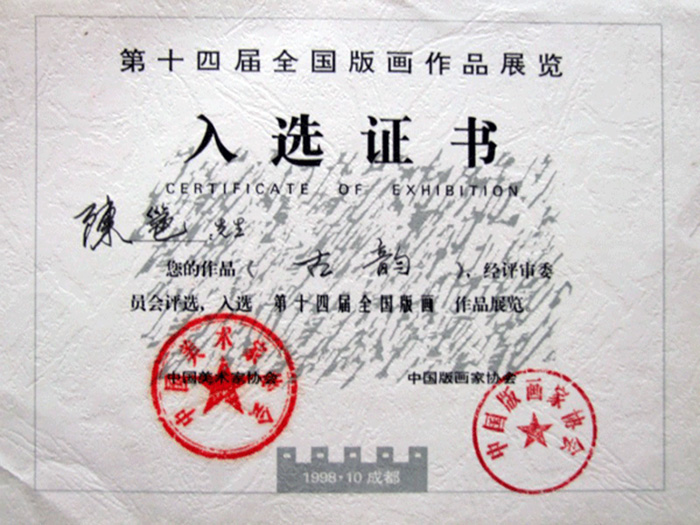 第十四届全国版画作品展览
入选证书
CERTIFICATE OF EXHIBITION
陈 先生
您的作品（古韵），经评审委
员会评选，入选 第十四届全国版画 作品展览
中国美术家协会 中国版画家协会
中国美术家协会
中国版画家协会
1998·10 成都